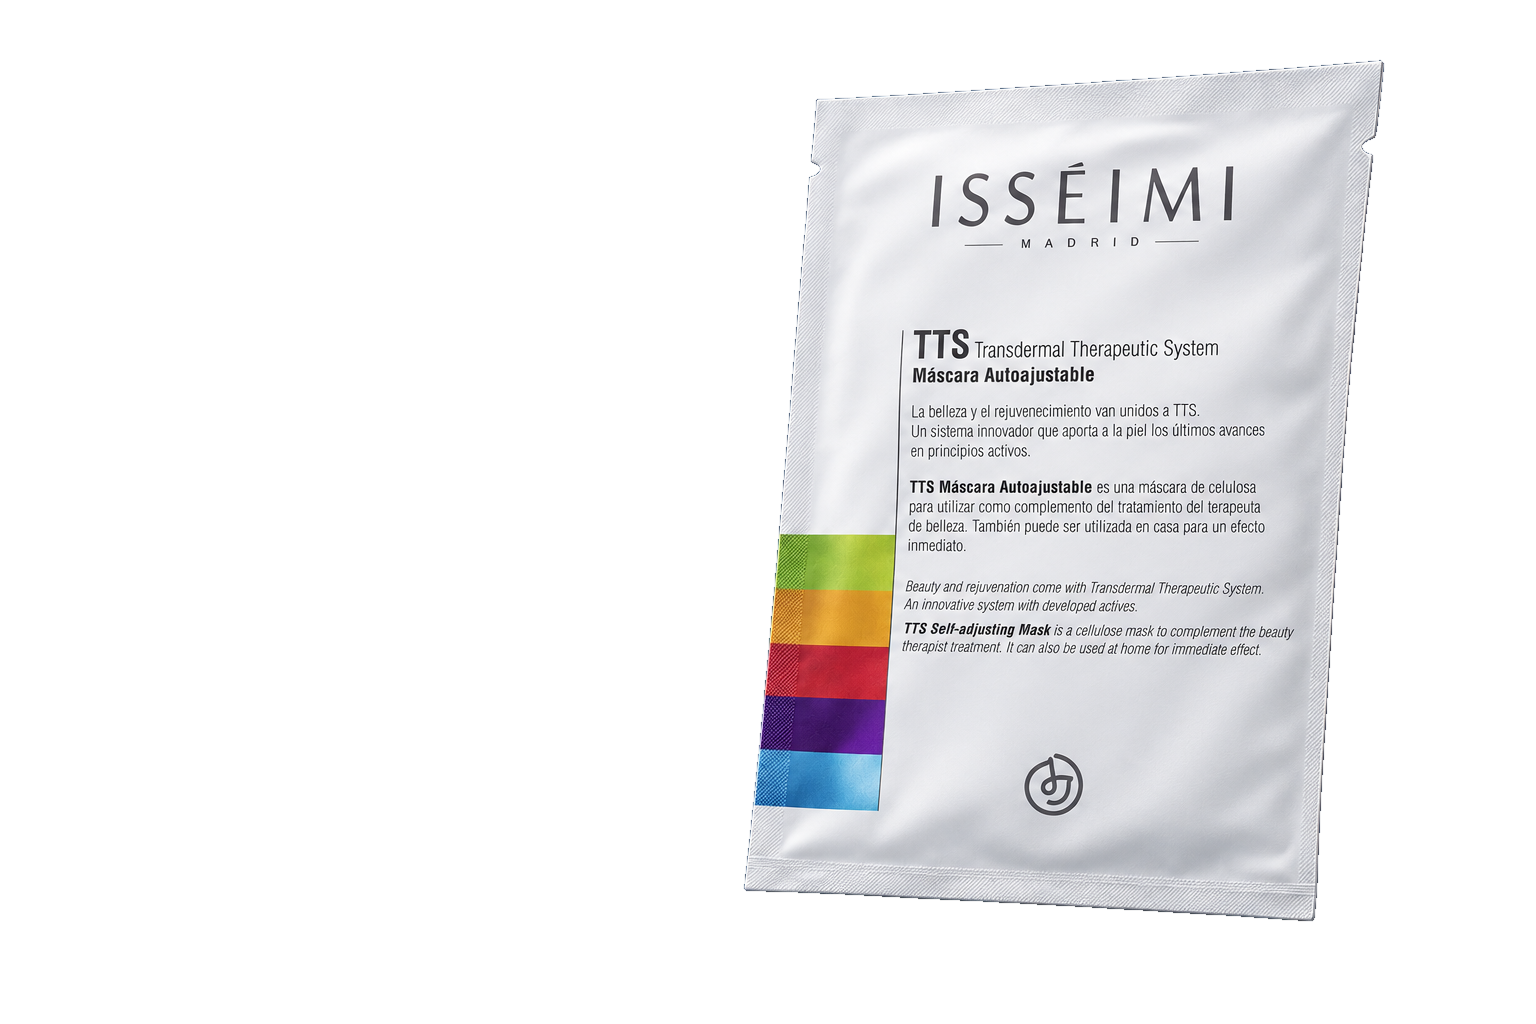 ISSÉIMI
MADRID
TTS Transdermal Therapeutic System
Máscara Autoajustable
La belleza y el rejuvenecimiento van unidos a TTS.
Un sistema innovador que aporta a la piel los últimos avances
en principios activos.
TTS Máscara Autoajustable es una máscara de celulosa
para utilizar como complemento del tratamiento del terapeuta
de belleza. También puede ser utilizada en casa para un efecto
inmediato.
Beauty and rejuvenation come with Transdermal Therapeutic System.
An innovative system with developed actives.
TTS Self-adjusting Mask is a cellulose mask to complement the beauty
therapist treatment. It can also be used at home for immediate effect.